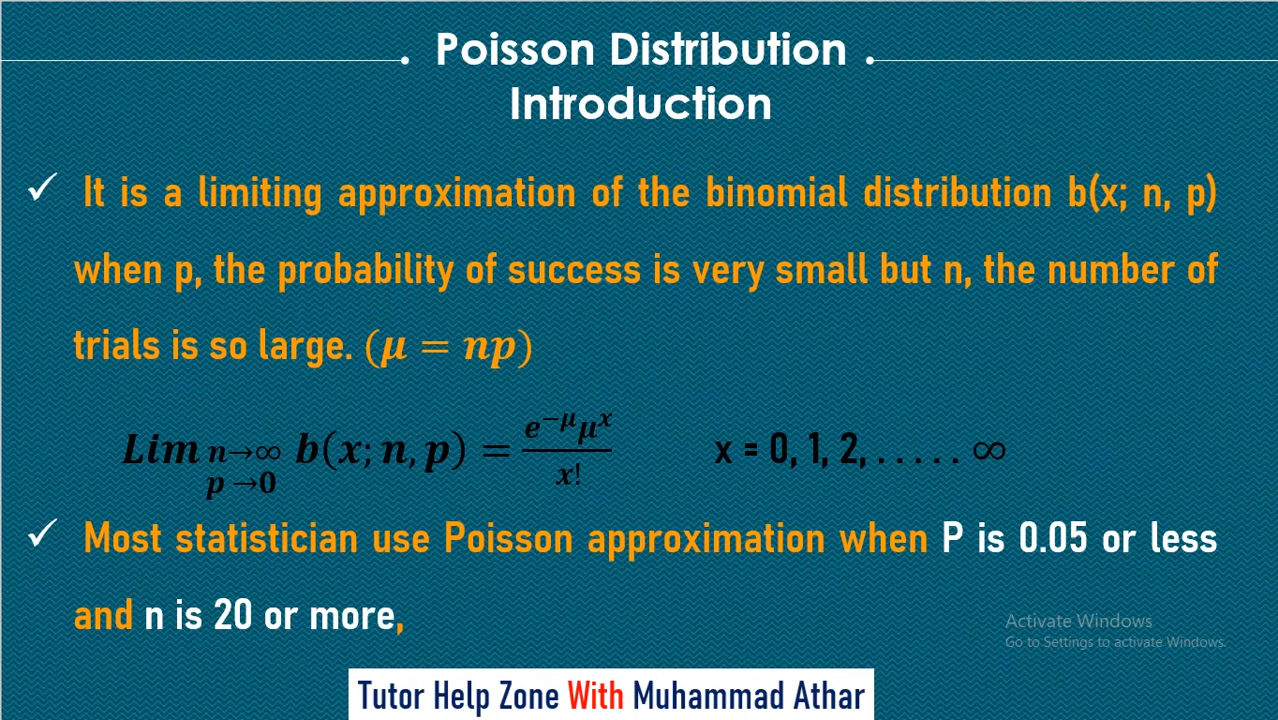 . Poisson Distribution .
Introduction
✓ It is a limiting approximation of the binomial distribution b(x; n, p)
when p, the probability of success is very small but n, the number of
trials is so large. (μ = np)
Lim n→∞ p→0 b(x; n, p) = e^−μ μ^x / x!   x = 0, 1, 2, . . . . . ∞
✓ Most statistician use Poisson approximation when P is 0.05 or less
and n is 20 or more,
Activate Windows
Go to Settings to activate Windows.
Tutor Help Zone With Muhammad Athar